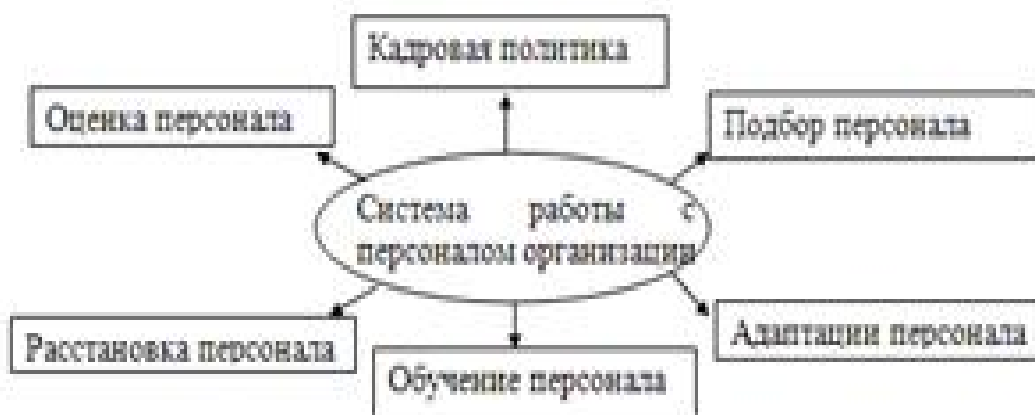 Кадровая политика
Оценка персонала
Подбор персонала
Система работы с
персоналом организации
Расстановка персонала
Адаптации персонала
Обучение персонала